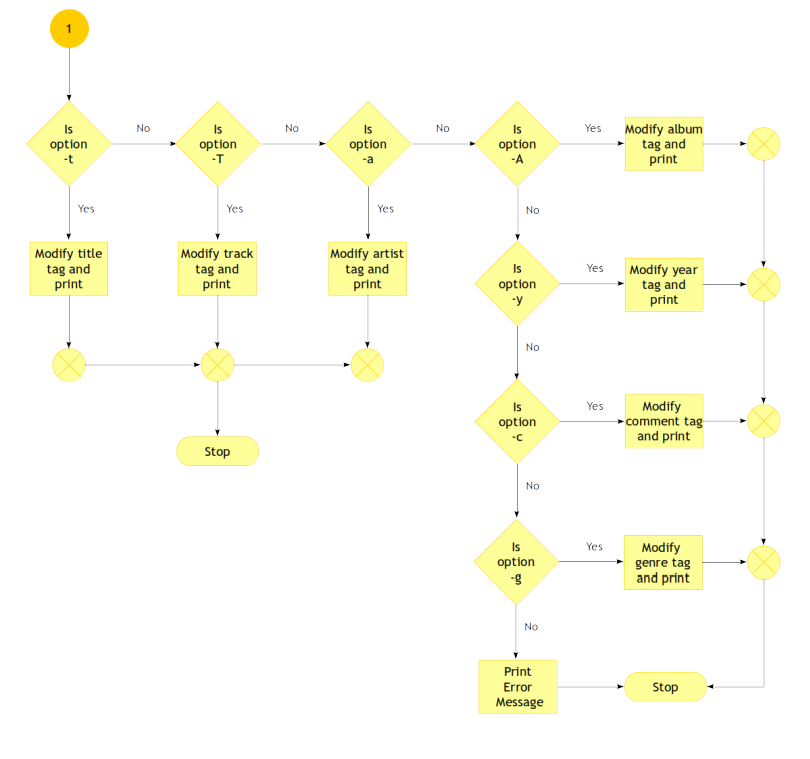 1
Is
option
-t
No
Is
option
-T
No
Is
option
-a
No
Is
option
-A
Yes
Modify album
tag and
print
Yes
Yes
Yes
No
Modify title
tag and
print
Modify track
tag and
print
Modify artist
tag and
print
Is
option
-y
Yes
Modify year
tag and
print
No
Stop
Is
option
-c
Yes
Modify
comment tag
and print
No
Is
option
-g
Yes
Modify
genre tag
and print
No
Print
Error
Message
Stop